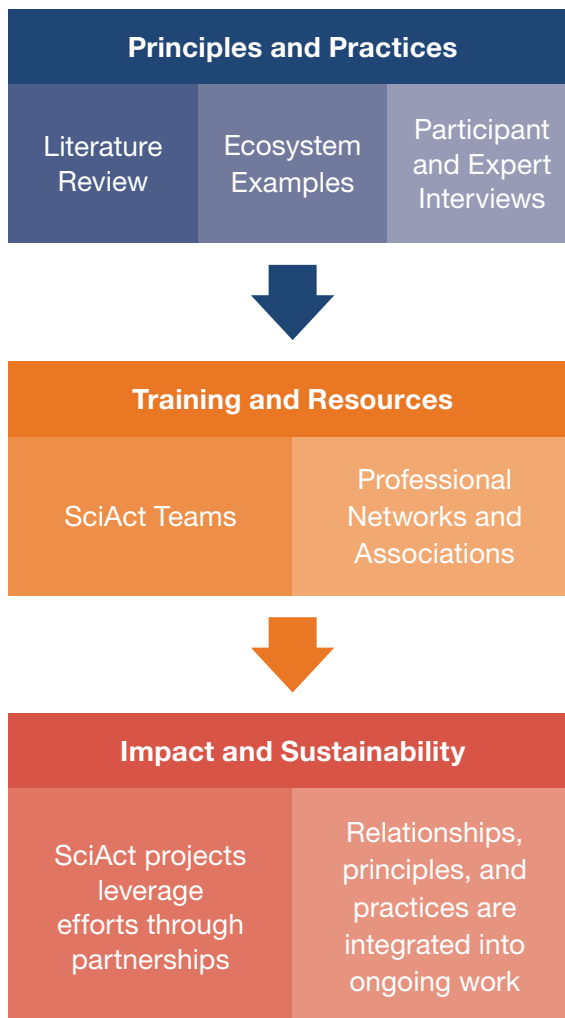 Principles and Practices
Literature
Review
Ecosystem
Examples
Participant
and Expert
Interviews
Training and Resources
SciAct Teams
Professional
Networks and
Associations
Impact and Sustainability
SciAct projects
leverage
efforts through
partnerships
Relationships,
principles, and
practices are
integrated into
ongoing work